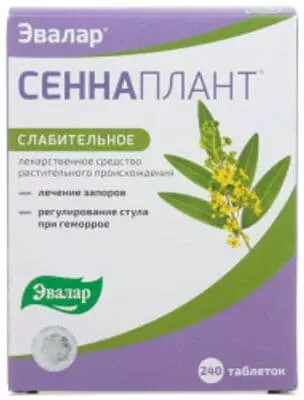 Эвалар®
СЕННАПЛАНТ®
СЛАБИТЕЛЬНОЕ
лекарственное средство
растительного происхождения
– лечение запоров
– регулирование стула
при геморрое
Эвалар
240 таблеток